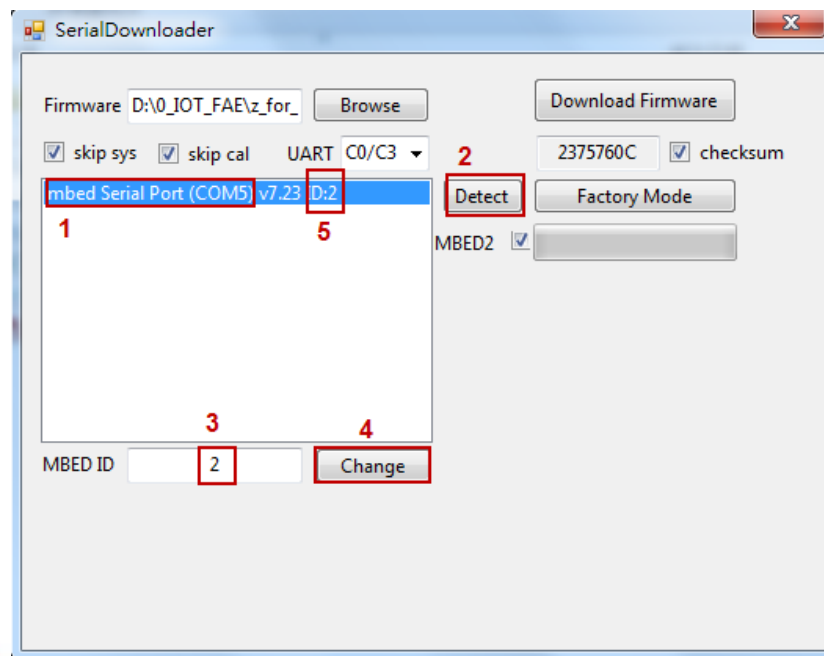 SerialDownloader
Firmware D:\0_IOT_FAE\z_for_ Browse Download Firmware
skip sys skip cal UART C0/C3 2 2375760C checksum
mbed Serial Port (COM5) v7.23 ID:2 Detect Factory Mode
1 5 MBED2
3 4
MBED ID 2 Change